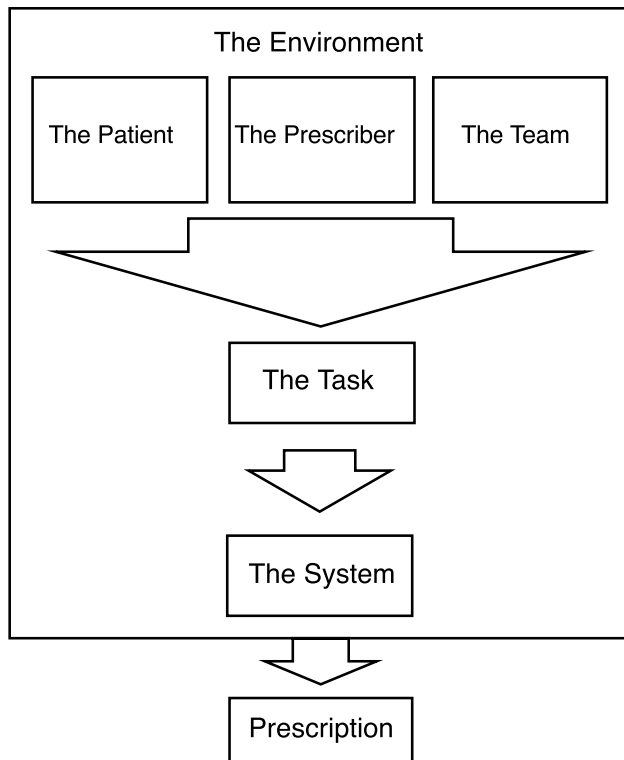 The Environment
The Patient
The Prescriber
The Team
The Task
The System
Prescription